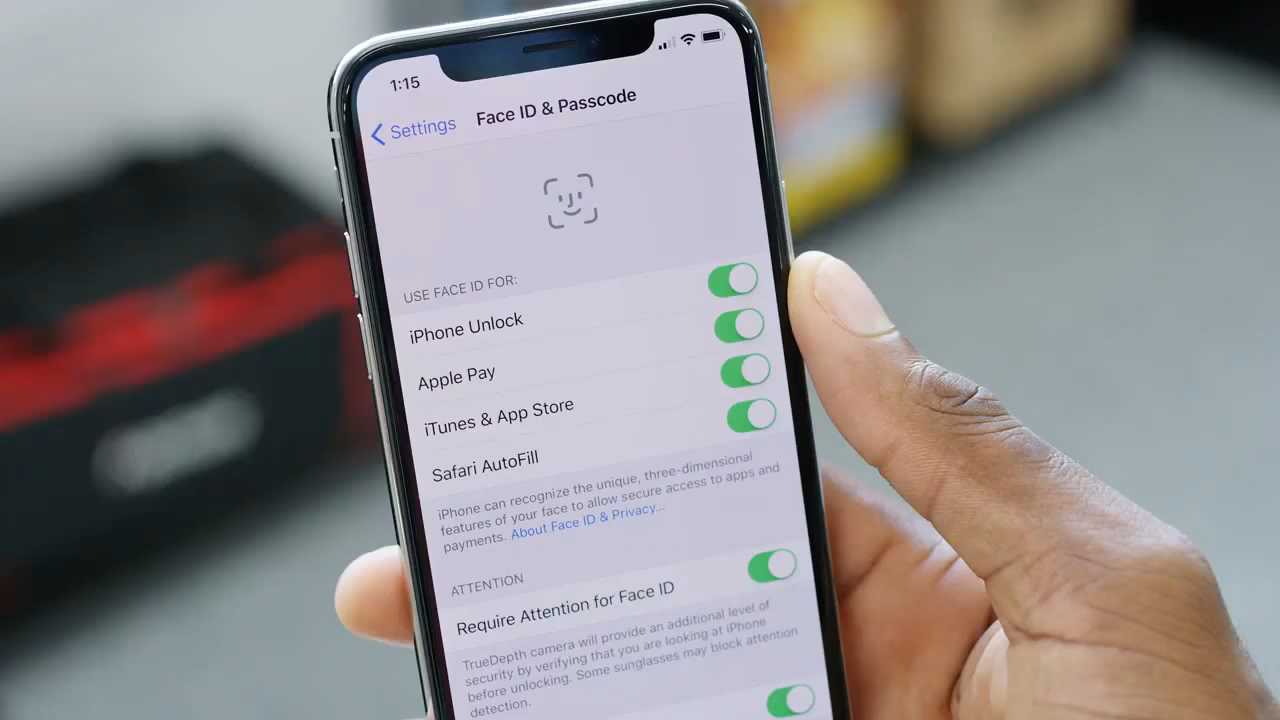 1:15
Settings
Face ID & Passcode
USE FACE ID FOR:
iPhone Unlock
Apple Pay
iTunes & App Store
Safari AutoFill
iPhone can recognize the unique, three-dimensional
features of your face to allow secure access to apps and
payments. About Face ID & Privacy...
ATTENTION
Require Attention for Face ID
TrueDepth camera will provide an additional level of
security by verifying that you are looking at iPhone
before unlocking. Some sunglasses may block attention
detection.